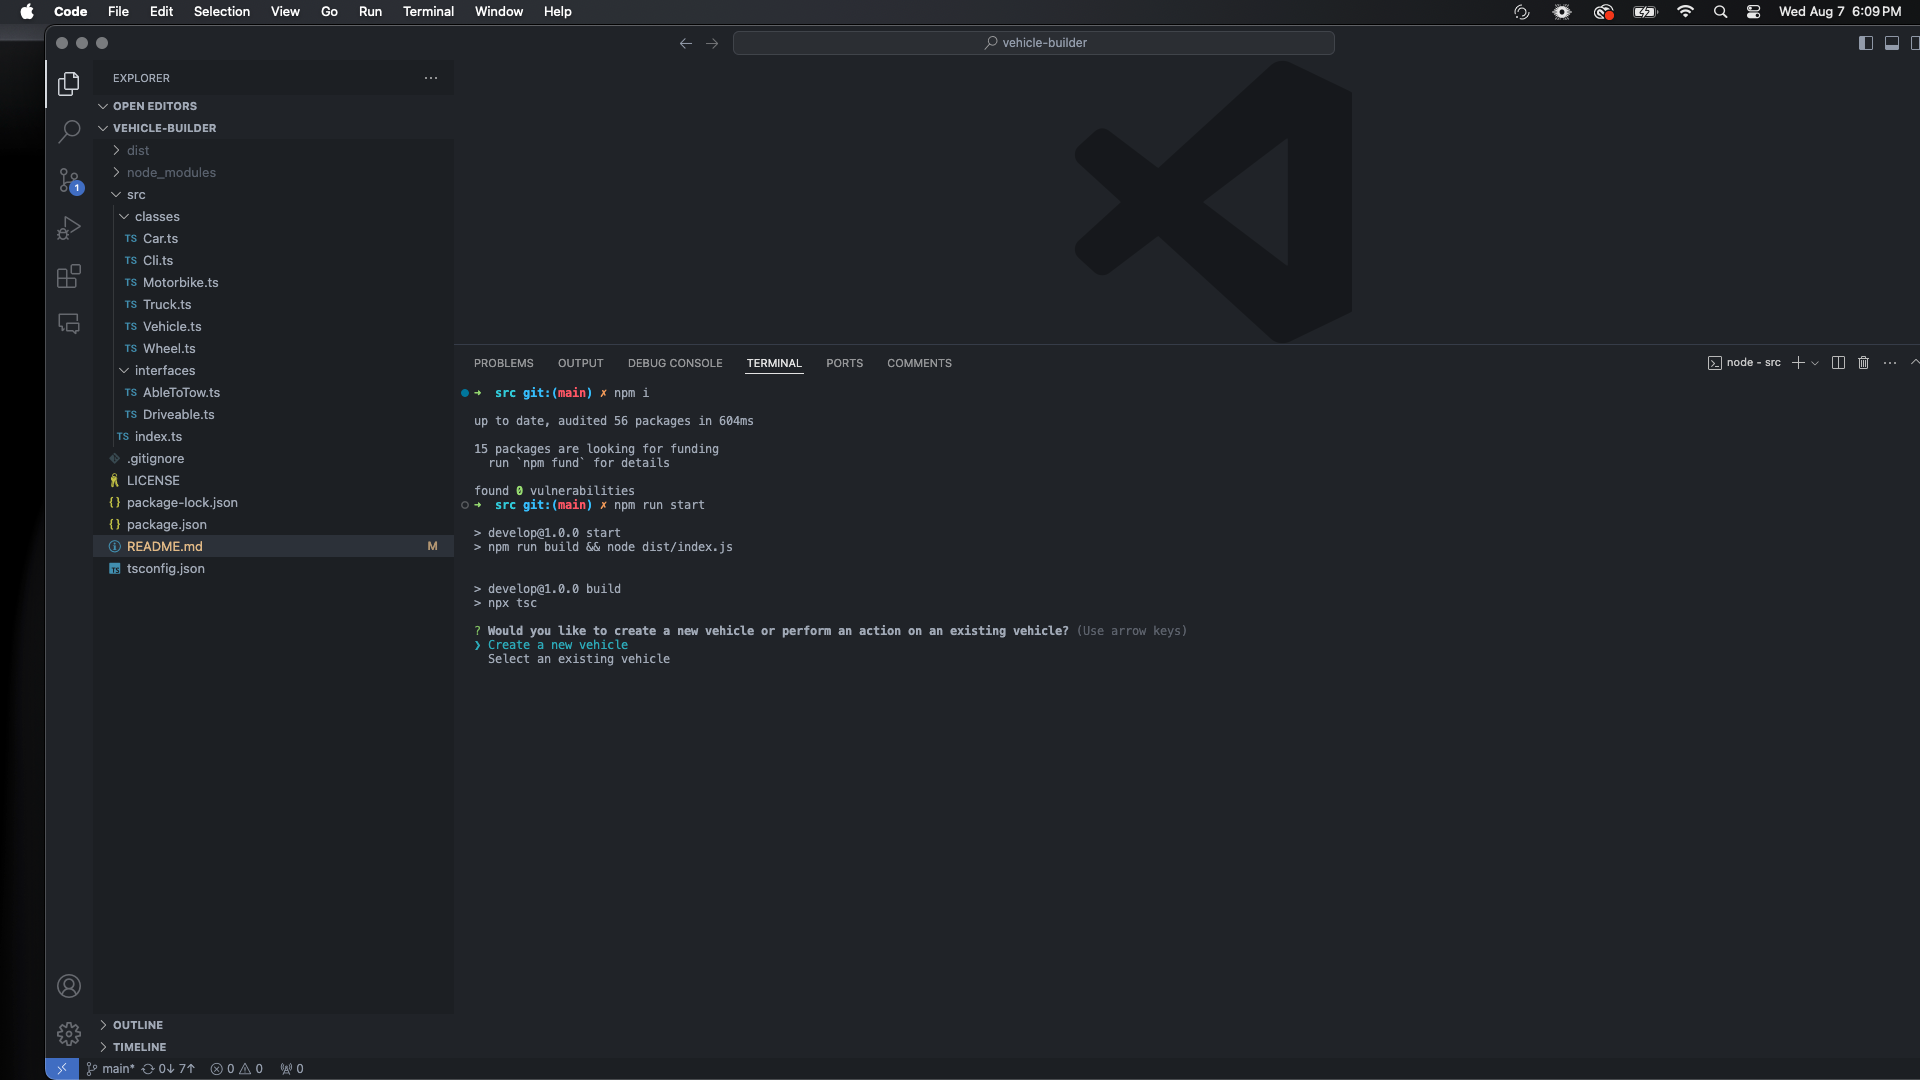 Code File Edit Selection View Go Run Terminal Window Help Wed Aug 7 6:09 PM
vehicle-builder
EXPLORER
OPEN EDITORS
VEHICLE-BUILDER
dist
node_modules
src
classes
TS Car.ts
TS Cli.ts
TS Motorbike.ts
TS Truck.ts
TS Vehicle.ts
TS Wheel.ts
interfaces
TS AbleToTow.ts
TS Driveable.ts
TS index.ts
.gitignore
LICENSE
{} package-lock.json
{} package.json
README.md M
TS tsconfig.json
1
OUTLINE
TIMELINE
PROBLEMS OUTPUT DEBUG CONSOLE TERMINAL PORTS COMMENTS node - src
➜ src git:(main) ✗ npm i
up to date, audited 56 packages in 604ms
15 packages are looking for funding
run `npm fund` for details
found 0 vulnerabilities
➜ src git:(main) ✗ npm run start
> develop@1.0.0 start
> npm run build && node dist/index.js
> develop@1.0.0 build
> npx tsc
? Would you like to create a new vehicle or perform an action on an existing vehicle? (Use arrow keys)
❯ Create a new vehicle
Select an existing vehicle
main* 0↓ 7↑ 0 0 0